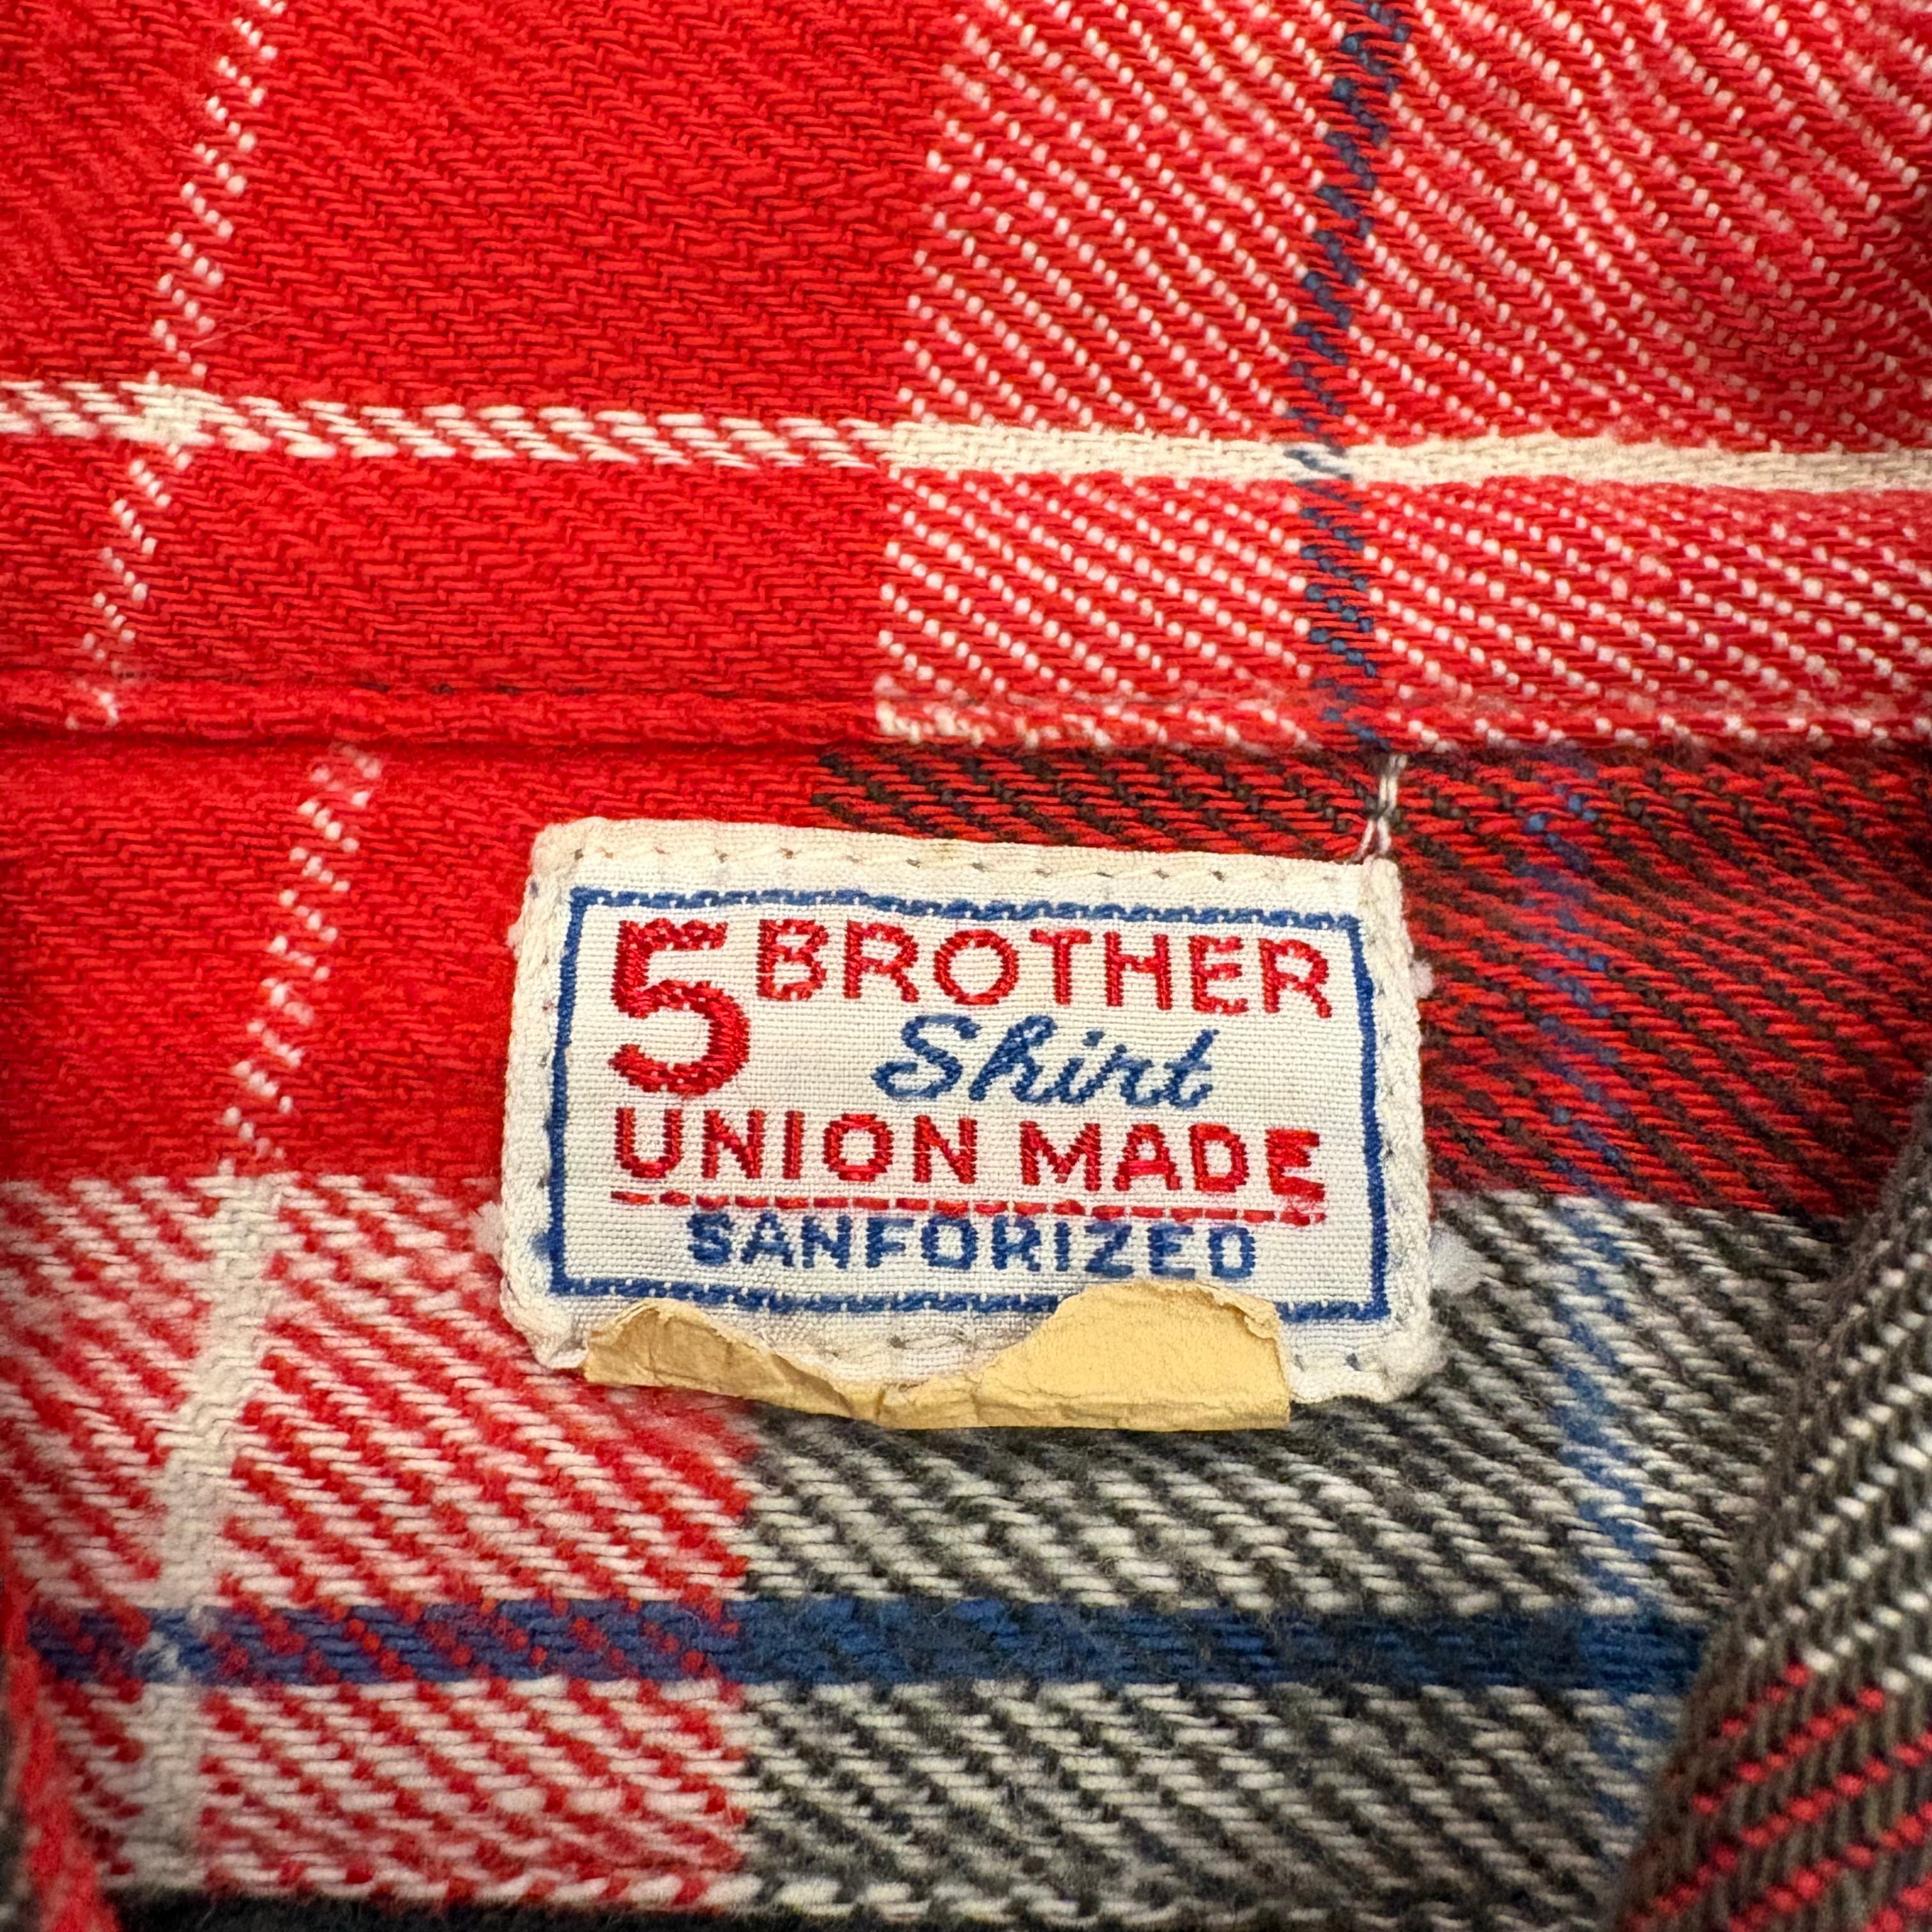 5 BROTHER
Shirt
UNION MADE
SANFORIZED